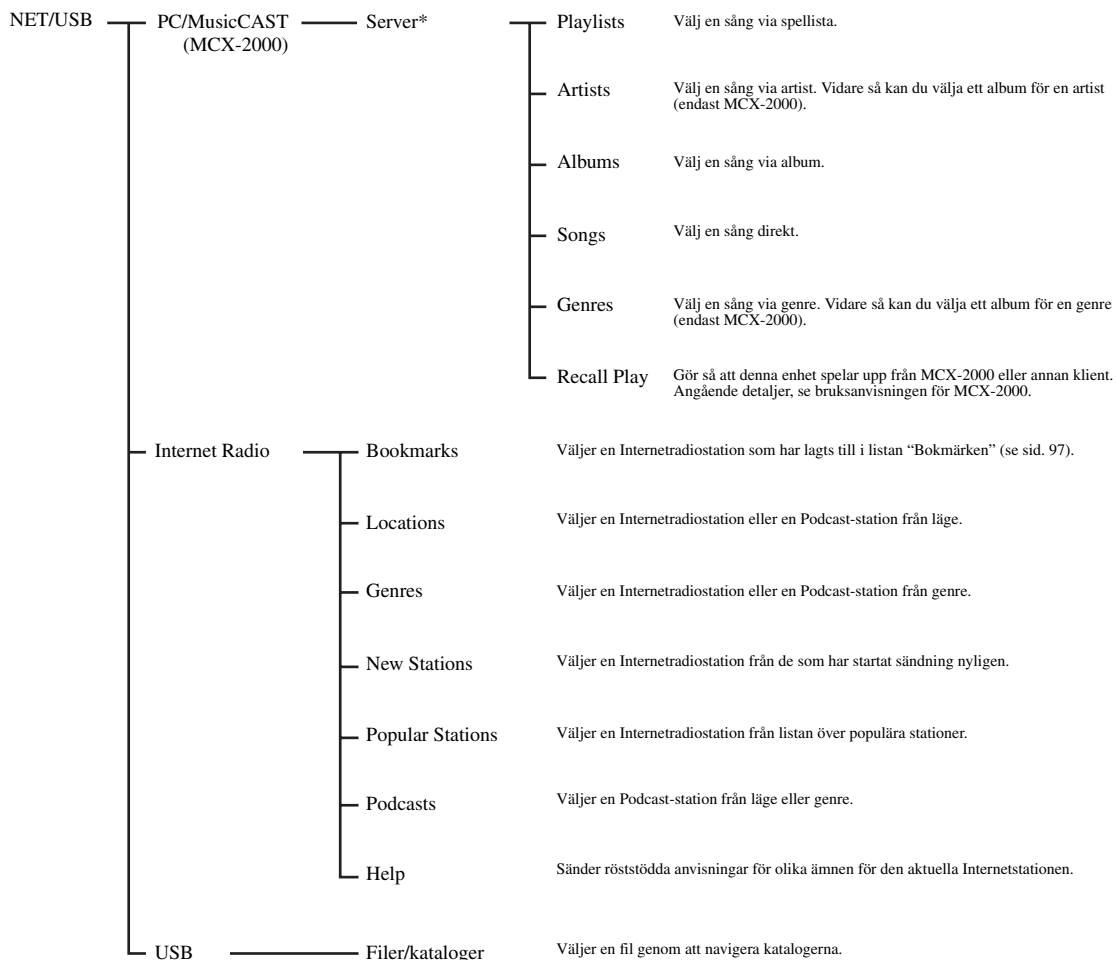 NET/USB PC/MusicCAST Server* Playlists Välj en sång via spellista.
(MCX-2000)
Artists Välj en sång via artist. Vidare så kan du välja ett album för en artist
(endast MCX-2000).
Albums Välj en sång via album.
Songs Välj en sång direkt.
Genres Välj en sång via genre. Vidare så kan du välja ett album för en genre
(endast MCX-2000).
Recall Play Gör så att denna enhet spelar upp från MCX-2000 eller annan klient.
Angående detaljer, se bruksanvisningen för MCX-2000.
Internet Radio Bookmarks Väljer en Internetradiostation som har lagts till i listan “Bokmärken” (se sid. 97).
Locations Väljer en Internetradiostation eller en Podcast-station från läge.
Genres Väljer en Internetradiostation eller en Podcast-station från genre.
New Stations Väljer en Internetradiostation från de som har startat sändning nyligen.
Popular Stations Väljer en Internetradiostation från listan över populära stationer.
Podcasts Väljer en Podcast-station från läge eller genre.
Help Sänder röststödda anvisningar för olika ämnen för den aktuella Internetstationen.
USB Filer/kataloger Väljer en fil genom att navigera katalogerna.